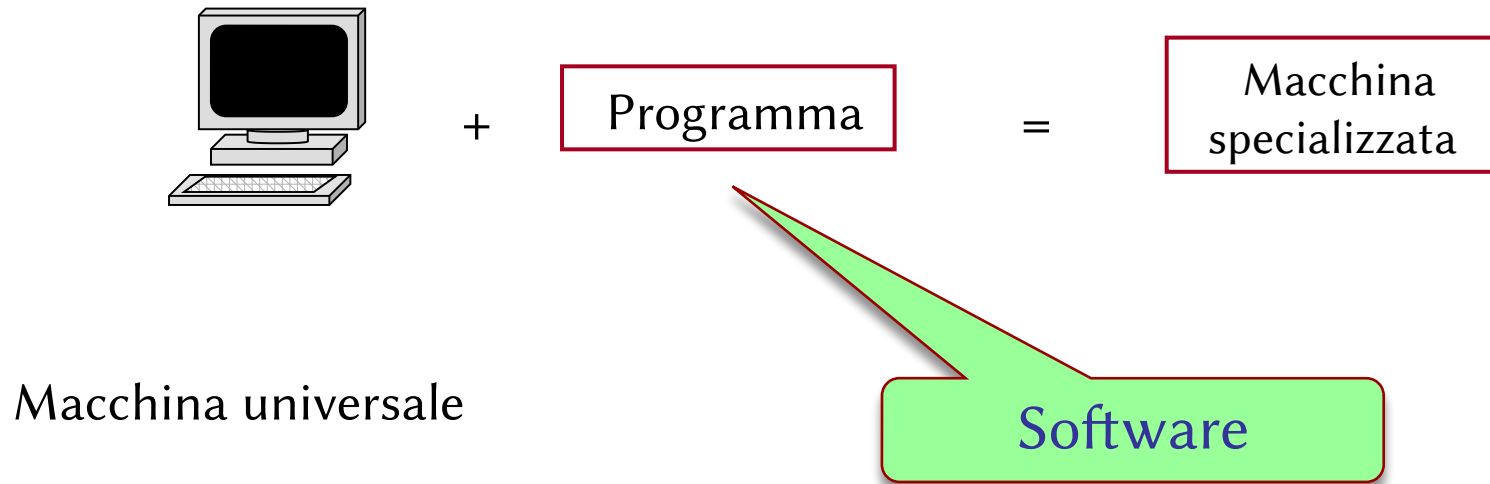 + Programma = Macchina
specializzata
Macchina universale
Software